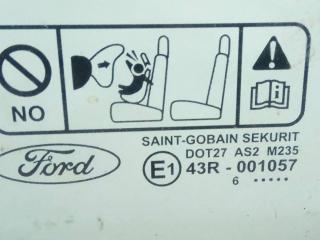 NO
SAINT-GOBAIN SEKURIT
DOT27 AS2 M235
Ford
E1 43R - 001057
6 .....